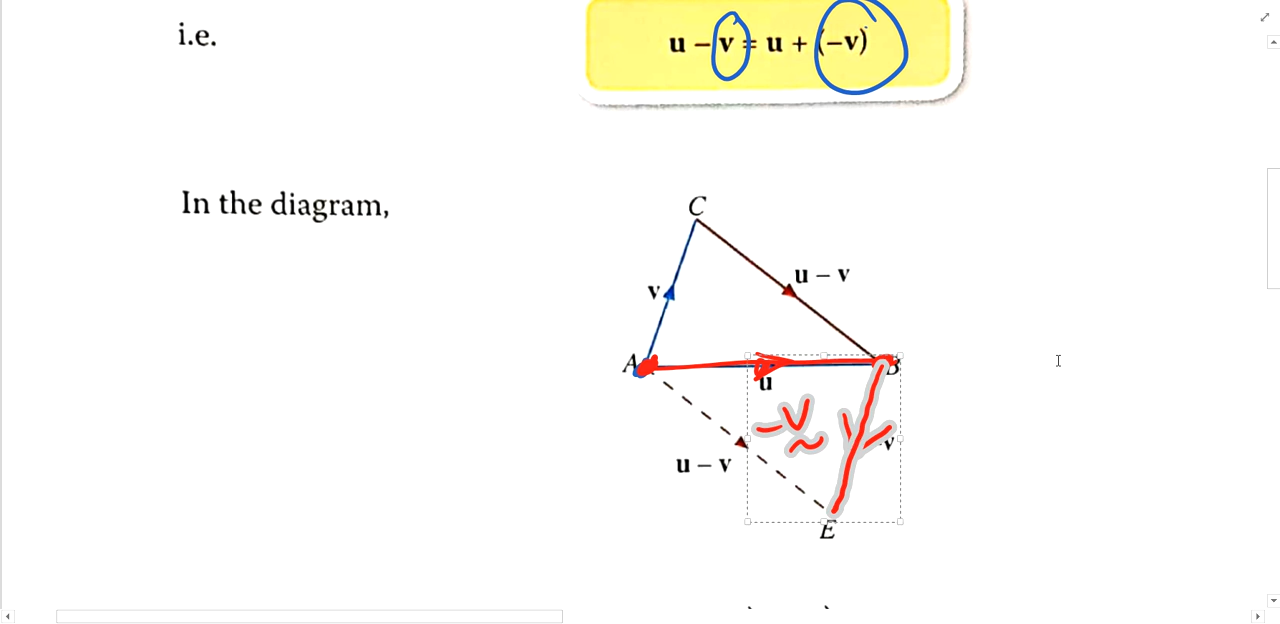 i.e.
u − v = u + (−v)
In the diagram,
C
u − v
v
A
B
u
−v
−v
u − v
E